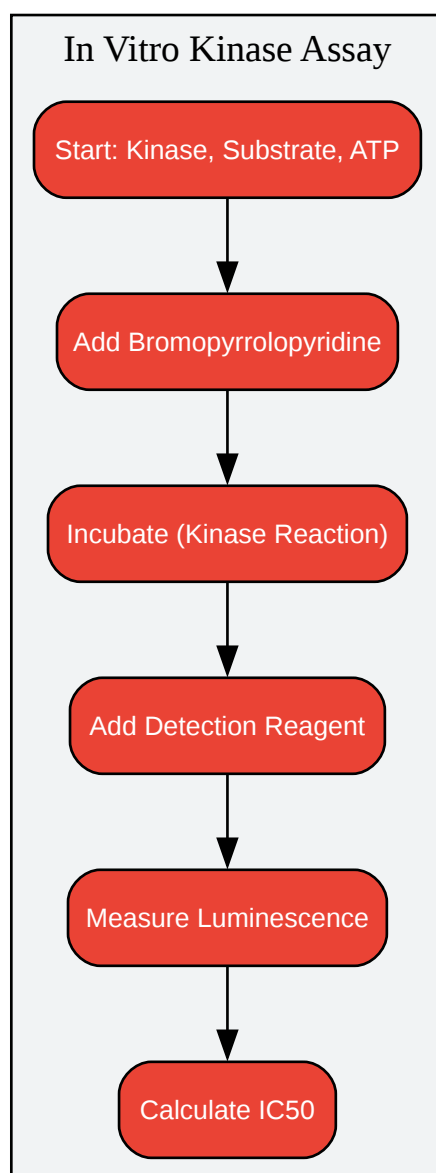 In Vitro Kinase Assay
Start: Kinase, Substrate, ATP
Add Bromopyrrolopyridine
Incubate (Kinase Reaction)
Add Detection Reagent
Measure Luminescence
Calculate IC50